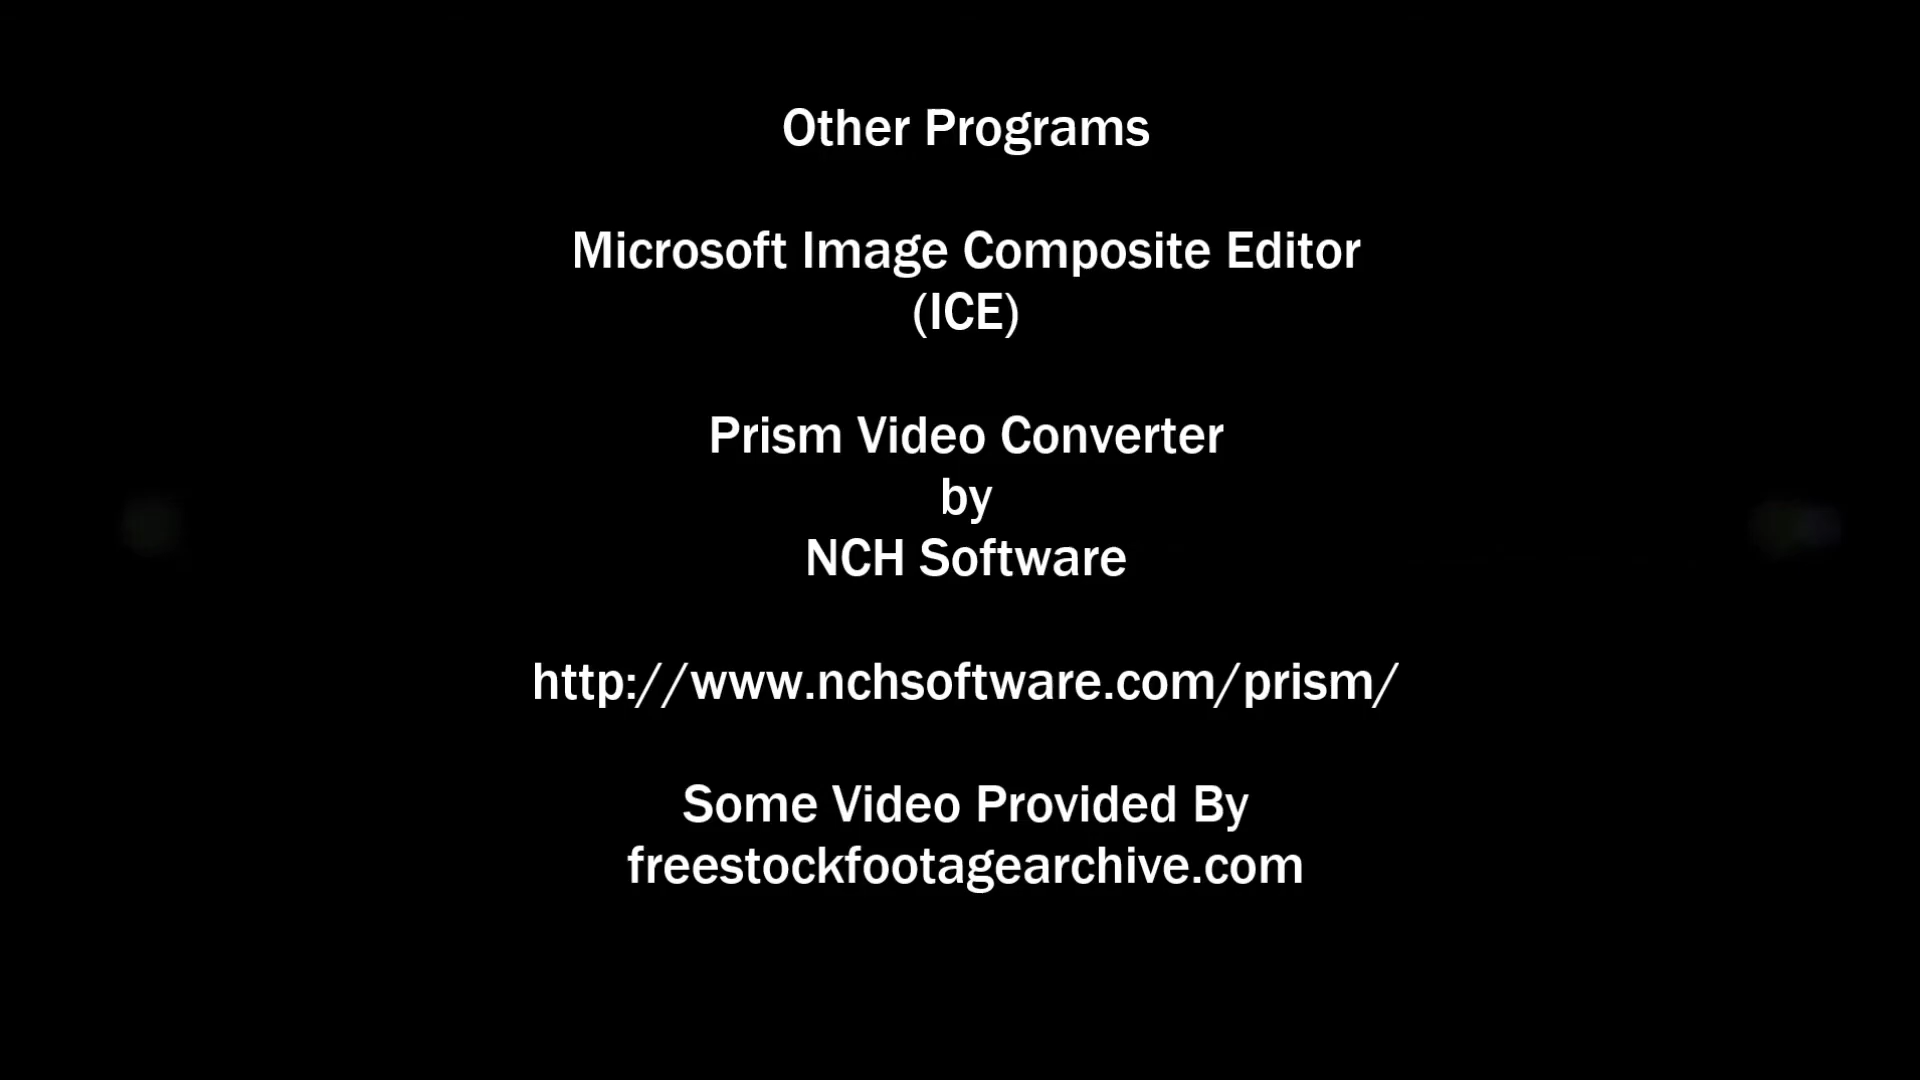 Other Programs
Microsoft Image Composite Editor
(ICE)
Prism Video Converter
by
NCH Software
http://www.nchsoftware.com/prism/
Some Video Provided By
freestockfootagearchive.com